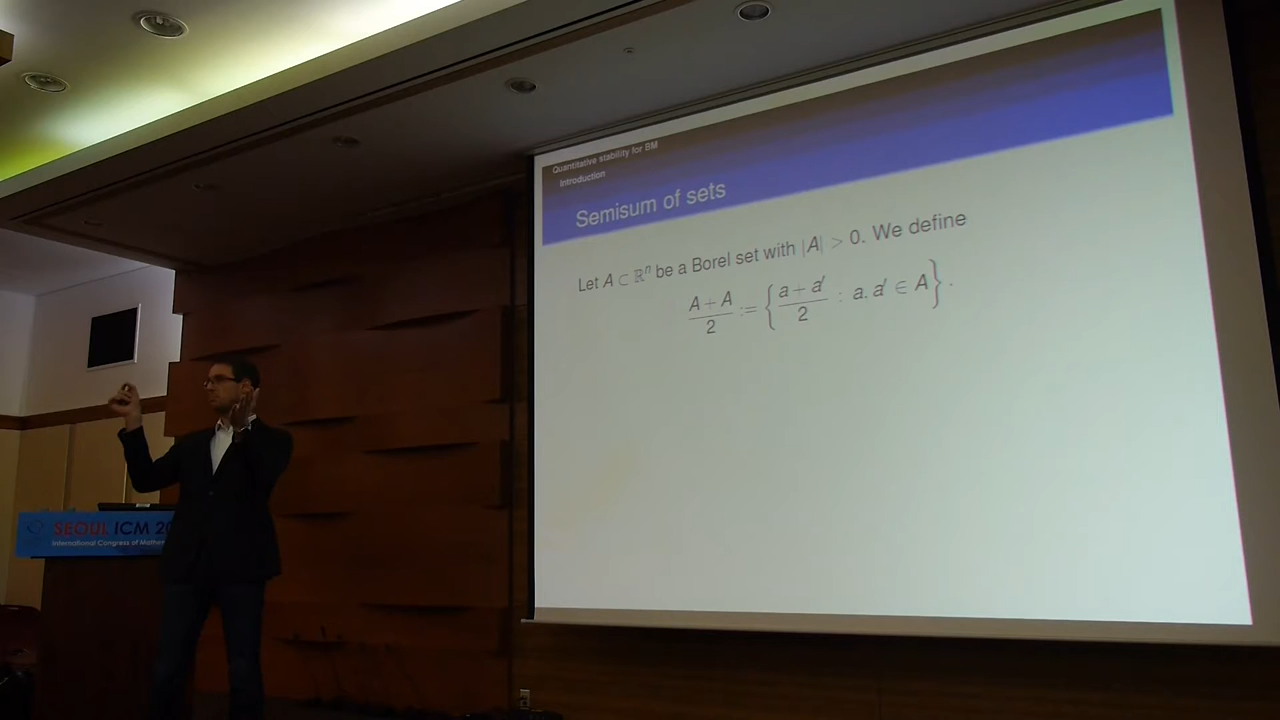 Quantitative stability for BM
Introduction
Semisum of sets
Let A ⊂ ℝⁿ be a Borel set with |A| > 0. We define
(A + A)/2 := { (a + a′)/2 : a, a′ ∈ A } .
SEOUL ICM 20
International Congress of Mathem